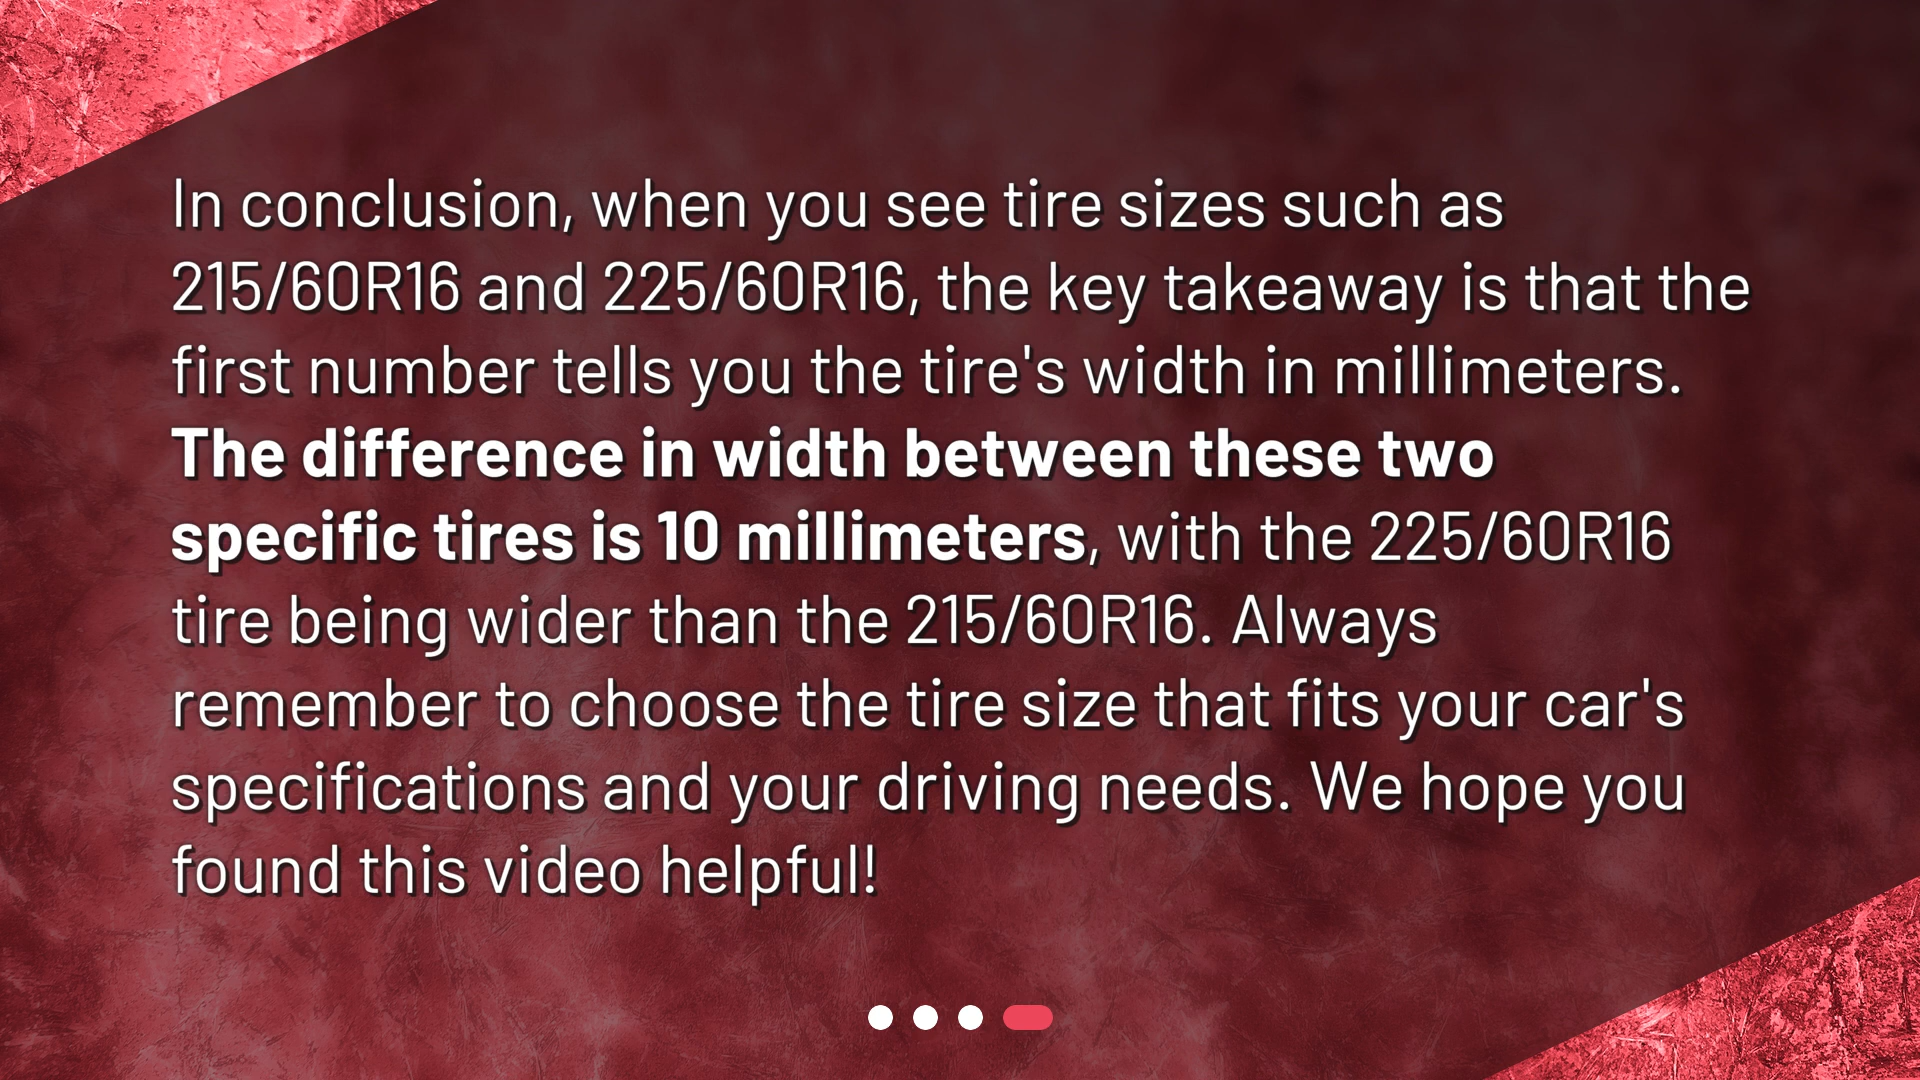 In conclusion, when you see tire sizes such as
215/60R16 and 225/60R16, the key takeaway is that the
first number tells you the tire's width in millimeters.
The difference in width between these two
specific tires is 10 millimeters, with the 225/60R16
tire being wider than the 215/60R16. Always
remember to choose the tire size that fits your car's
specifications and your driving needs. We hope you
found this video helpful!